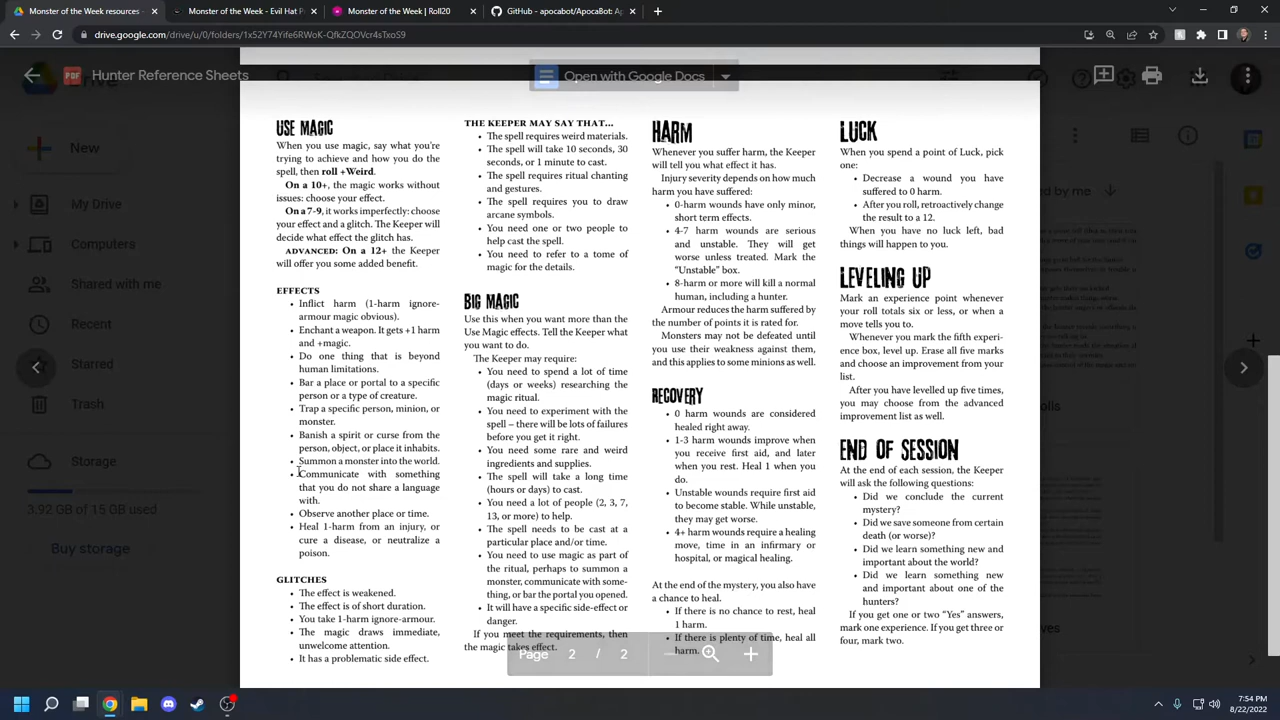 Monster of the Week - Evil Hat P
Monster of the Week | Roll20
GitHub - Bacoukas/Bacoukas: Ap
drive.google.com/drive/u/0/folders/1x52Y74Yife6RWoK-QfkZQOVcr4sTxoS9
PDF
Reference Sheets
Open with Google Docs
New
My Drive
Computers
Shared with me
Recent
Starred
Trash
Storage
3.92 GB of 15 GB used
Buy storage
USE MAGIC
When you use magic, say what you're
trying to achieve and how you do the
spell, then roll +Weird.
On a 10+, the magic works without
issues: choose your effect.
On a 7-9, it works imperfectly: choose
your effect and a glitch. The Keeper will
decide what effect the glitch has.
ADVANCED: On a 12+ the Keeper
will offer you some added benefit.
EFFECTS
• Inflict harm (1-harm ignore-
armour magic obvious).
• Enchant a weapon. It gets +1 harm
and +magic.
• Do one thing that is beyond
human limitations.
• Bar a place or portal to a specific
person or a type of creature.
• Trap a specific person, minion, or
monster.
• Banish a spirit or curse from the
person, object, or place it inhabits.
• Summon a monster into the world.
• Communicate with something
that you do not share a language
with.
• Observe another place or time.
• Heal 1-harm from an injury, or
cure a disease, or neutralize a
poison.
GLITCHES
• The effect is weakened.
• The effect is of short duration.
• You take 1-harm ignore-armour.
• The magic draws immediate,
unwelcome attention.
• It has a problematic side effect.
THE KEEPER MAY SAY THAT...
• The spell requires weird materials.
• The spell will take 10 seconds, 30
seconds, or 1 minute to cast.
• The spell requires ritual chanting
and gestures.
• The spell requires you to draw
arcane symbols.
• You need one or two people to
help cast the spell.
• You need to refer to a tome of
magic for the details.
BIG MAGIC
Use this when you want more than the
Use Magic effects. Tell the Keeper what
you want to do.
The Keeper may require:
• You need to spend a lot of time
(days or weeks) researching the
magic ritual.
• You need to experiment with the
spell – there will be lots of failures
before you get it right.
• You need some rare and weird
ingredients and supplies.
• The spell will take a long time
(hours or days) to cast.
• You need a lot of people (2, 3, 7,
13, or more) to help.
• The spell needs to be cast at a
particular place and/or time.
• You need to use magic as part of
the ritual, perhaps to summon a
monster, communicate with some-
thing, or bar the portal you opened.
• It will have a specific side-effect or
danger.
If you meet the requirements, then
the magic takes effect.
HARM
Whenever you suffer harm, the Keeper
will tell you what effect it has.
Injury severity depends on how much
harm you have suffered:
• 0-harm wounds have only minor,
short term effects.
• 4-7 harm wounds are serious
and unstable. They will get
worse unless treated. Mark the
"Unstable" box.
• 8-harm or more will kill a normal
human, including a hunter.
Armour reduces the harm suffered by
the number of points it is rated for.
Monsters may not be defeated until
you use their weakness against them,
and this applies to some minions as well.
RECOVERY
• 0 harm wounds are considered
healed right away.
• 1-3 harm wounds improve when
you receive first aid, and later
when you rest. Heal 1 when you
do.
• Unstable wounds require first aid
to become stable. While unstable,
they may get worse.
• 4+ harm wounds require a healing
move, time in an infirmary or
hospital, or magical healing.
At the end of the mystery, you also have
a chance to heal.
• If there is no chance to rest, heal
1 harm.
• If there is plenty of time, heal all
harm.
LUCK
When you spend a point of Luck, pick
one:
• Decrease a wound you have
suffered to 0 harm.
• After you roll, retroactively change
the result to a 12.
When you have no luck left, bad
things will happen to you.
LEVELING UP
Mark an experience point whenever
your roll totals six or less, or when a
move tells you to.
Whenever you mark the fifth experi-
ence box, level up. Erase all five marks
and choose an improvement from your
list.
After you have levelled up five times,
you may choose from the advanced
improvement list as well.
END OF SESSION
At the end of each session, the Keeper
will ask the following questions:
• Did we conclude the current
mystery?
• Did we save someone from certain
death (or worse)?
• Did we learn something new and
important about the world?
• Did we learn something new
and important about one of the
hunters?
If you get one or two "Yes" answers,
mark one experience. If you get three or
four, mark two.
Page 2 / 2
7:58 PM
8/22/2022